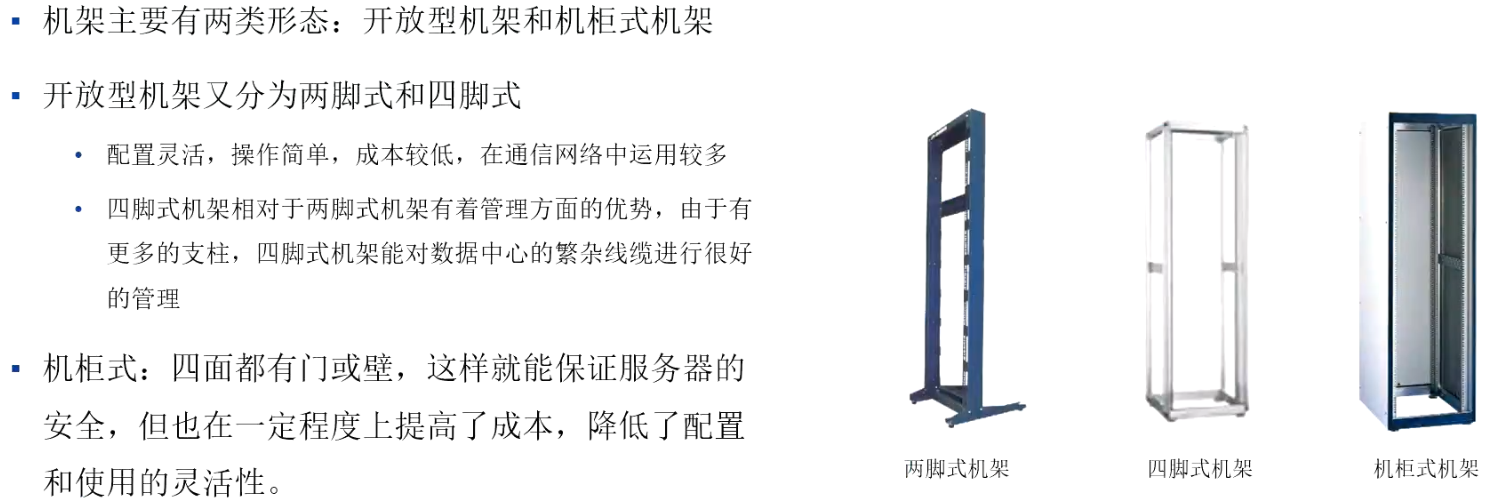 ▪ 机架主要有两类形态：开放型机架和机柜式机架
▪ 开放型机架又分为两脚式和四脚式
• 配置灵活，操作简单，成本较低，在通信网络中运用较多
• 四脚式机架相对于两脚式机架有着管理方面的优势，由于有
更多的支柱，四脚式机架能对数据中心的繁杂线缆进行很好
的管理
▪ 机柜式：四面都有门或壁，这样就能保证服务器的
安全，但也在一定程度上提高了成本，降低了配置
和使用的灵活性。
两脚式机架
四脚式机架
机柜式机架